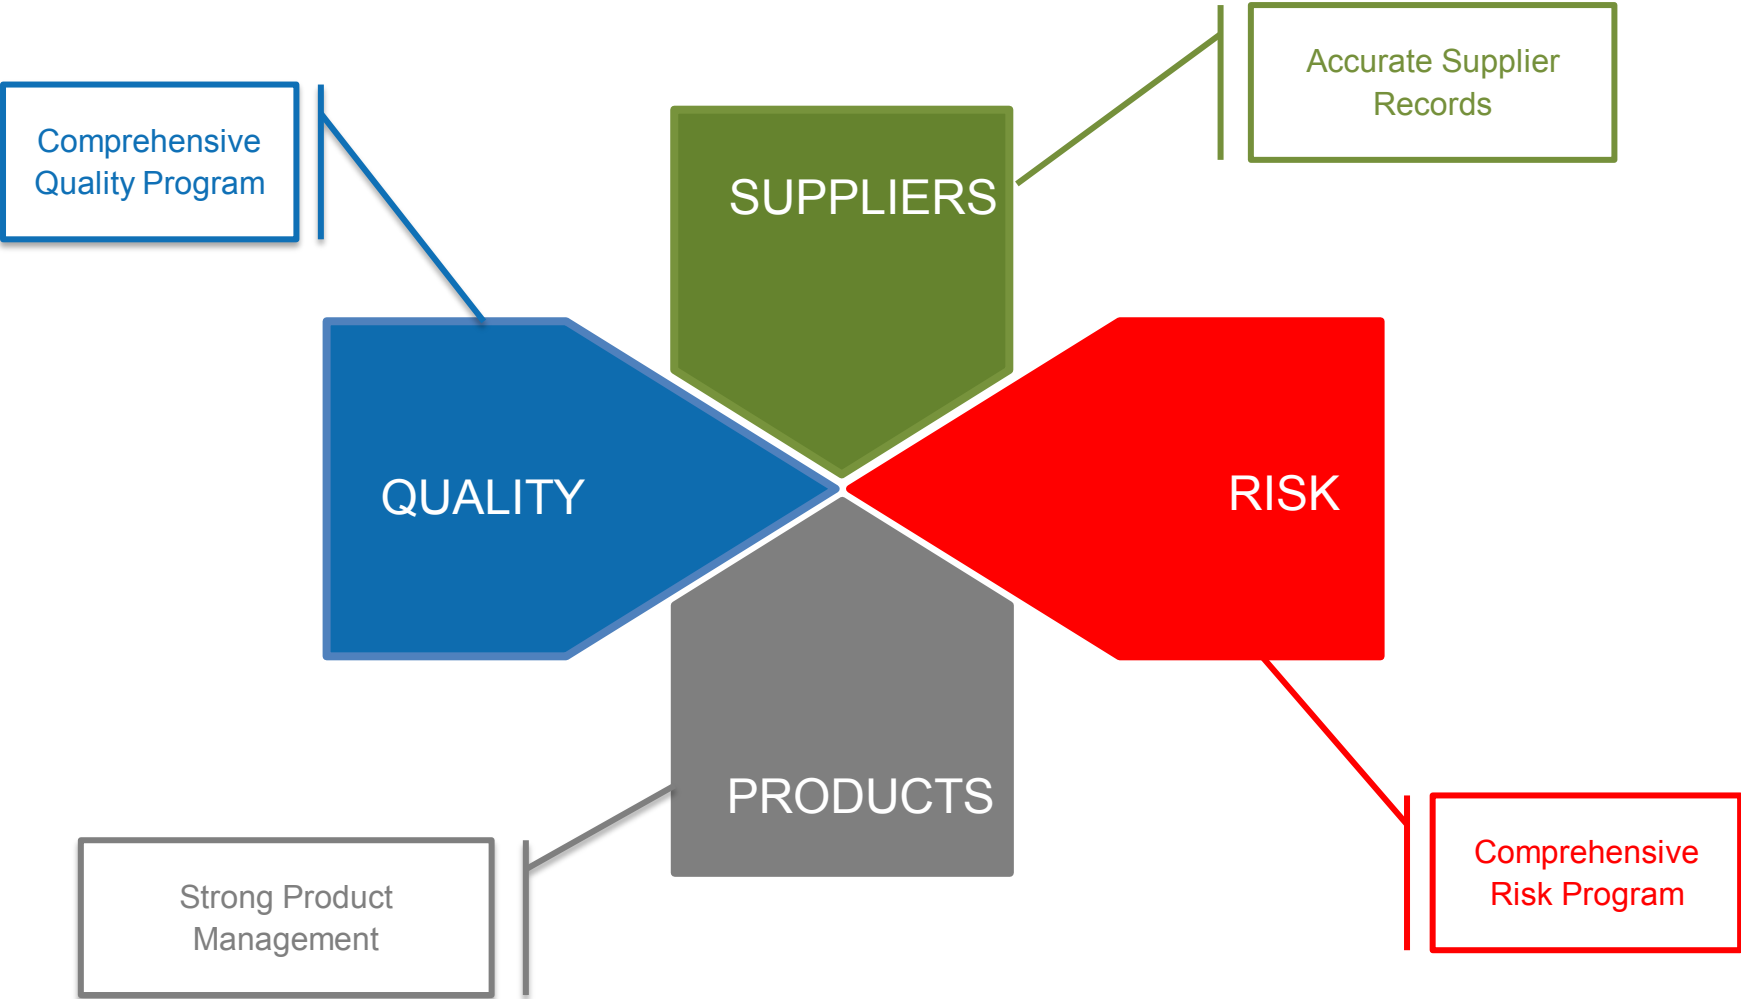 Accurate Supplier
Records
Comprehensive
Quality Program
SUPPLIERS
QUALITY
RISK
PRODUCTS
Strong Product
Management
Comprehensive
Risk Program